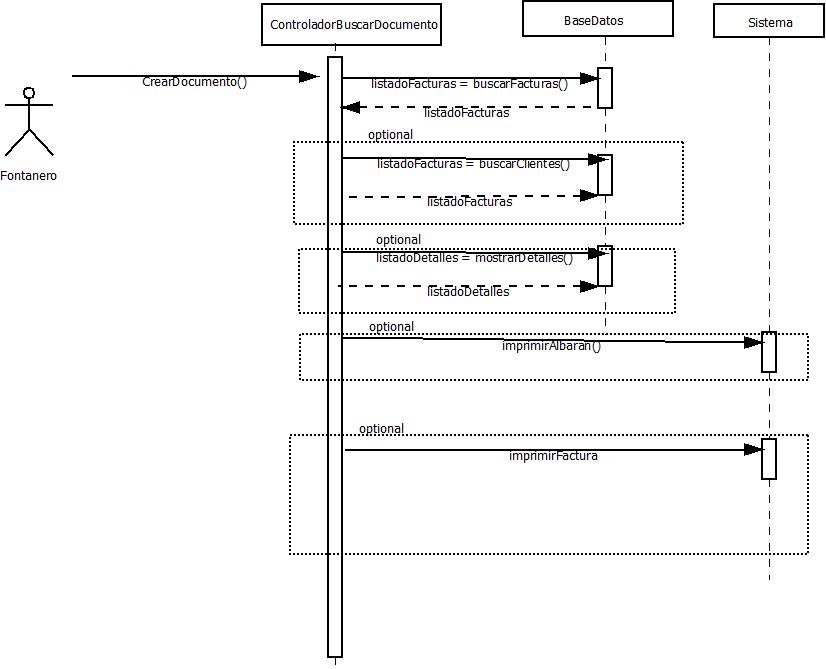 ControladorBuscarDocumento
BaseDatos
Sistema
CrearDocumento()
listadoFacturas = buscarFacturas()
listadoFacturas
Fontanero
optional
listadoFacturas = buscarClientes()
listadoFacturas
optional
listadoDetalles = mostrarDetalles()
listadoDetalles
optional
imprimirAlbaran()
optional
imprimirFactura